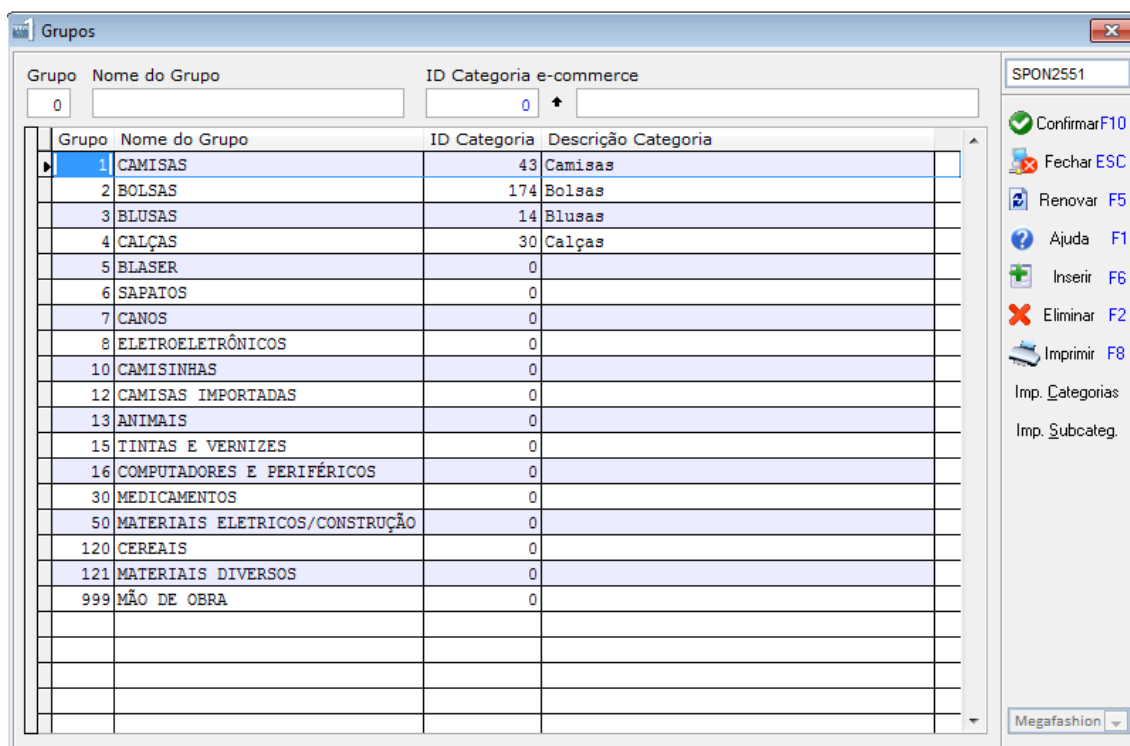 Grupos
Grupo Nome do Grupo ID Categoria e-commerce
0 0
Grupo Nome do Grupo ID Categoria Descrição Categoria
1 CAMISAS 43 Camisas
2 BOLSAS 174 Bolsas
3 BLUSAS 14 Blusas
4 CALÇAS 30 Calças
5 BLASER 0
6 SAPATOS 0
7 CANOS 0
8 ELETROELETRÔNICOS 0
10 CAMISINHAS 0
12 CAMISAS IMPORTADAS 0
13 ANIMAIS 0
15 TINTAS E VERNIZES 0
16 COMPUTADORES E PERIFÉRICOS 0
30 MEDICAMENTOS 0
50 MATERIAIS ELETRICOS/CONSTRUÇÃO 0
120 CEREAIS 0
121 MATERIAIS DIVERSOS 0
999 MÃO DE OBRA 0
SPON2551
Confirmar F10
Fechar ESC
Renovar F5
Ajuda F1
Inserir F6
Eliminar F2
Imprimir F8
Imp. Categorias
Imp. Subcateg.
Megafashion